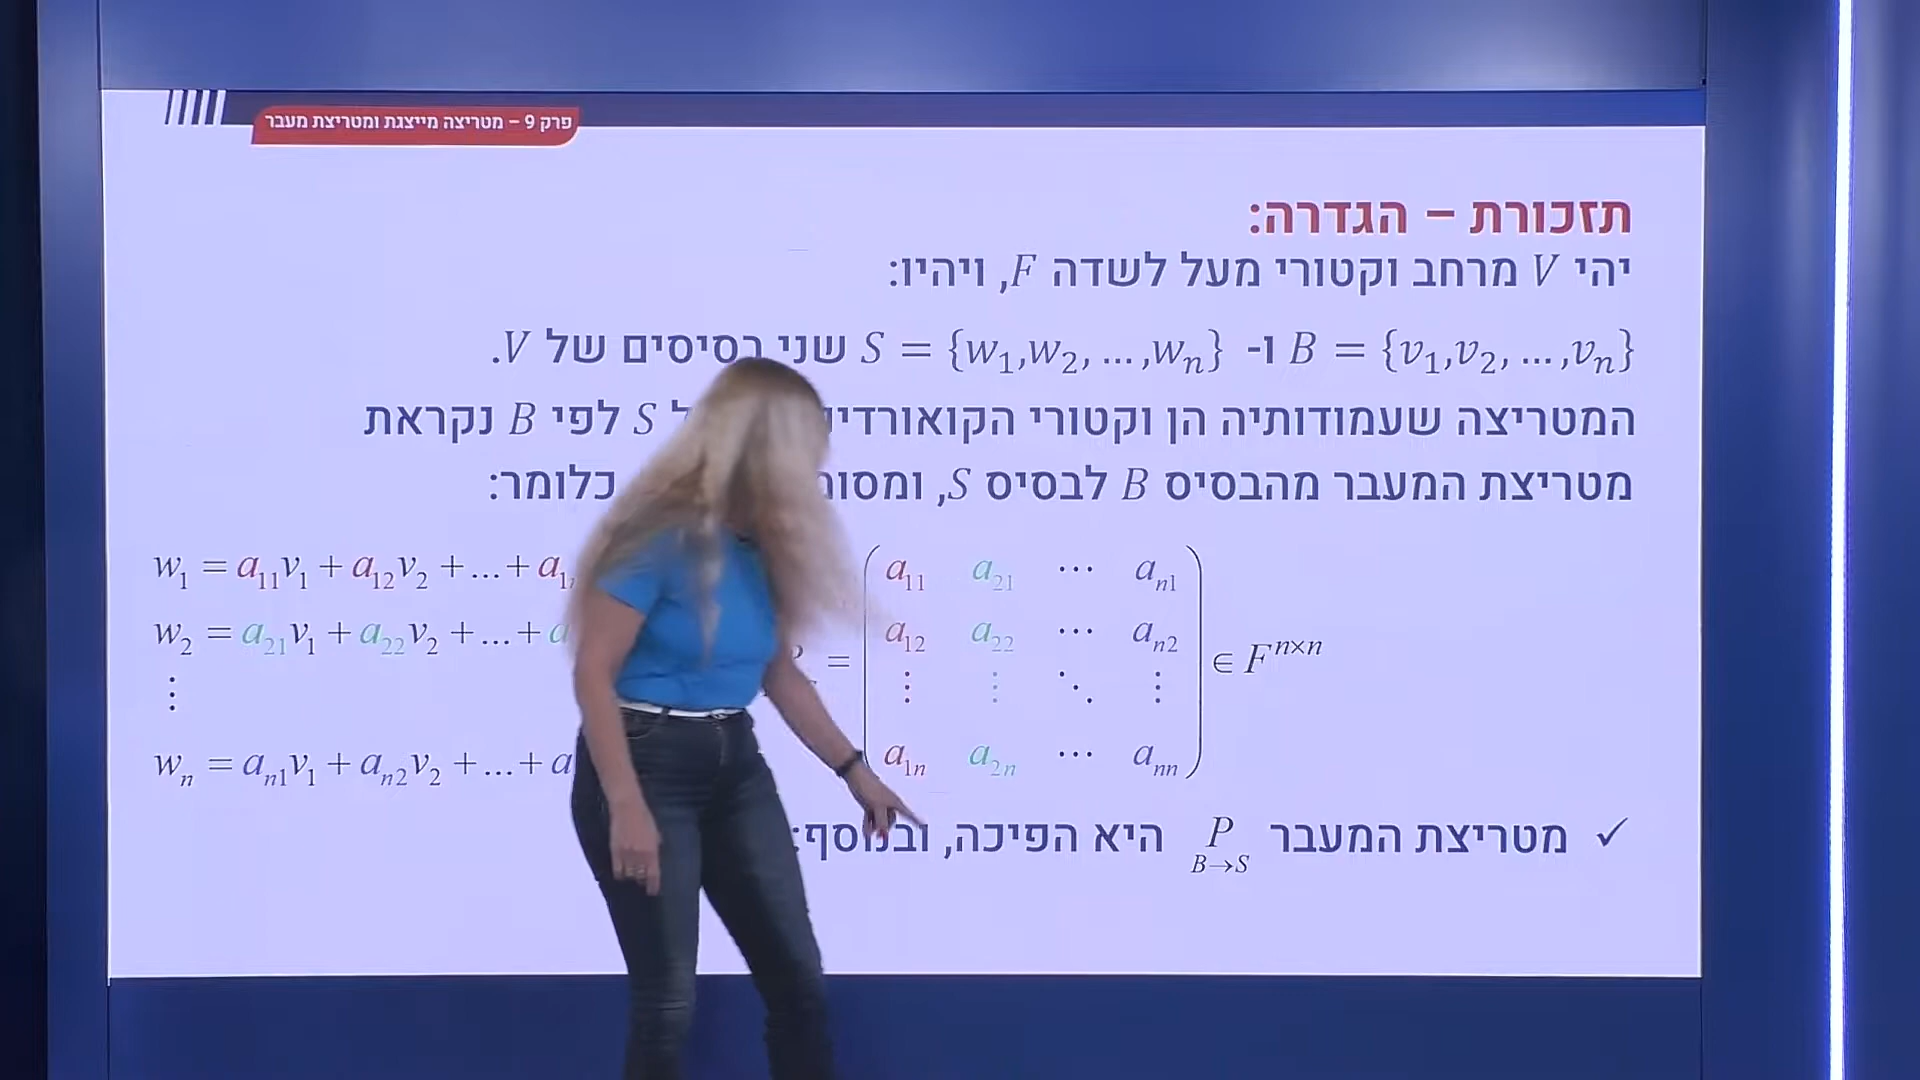 פרק 9 – מטריצה מייצגת ומטריצת מעבר
תזכורת – הגדרה:
יהי V מרחב וקטורי מעל לשדה F, ויהיו:
B = {v₁,v₂, …,vₙ} ו- S = {w₁,w₂, …,wₙ} שני בסיסים של V.
המטריצה שעמודותיה הן וקטורי S לפי B נקראת
מטריצת המעבר מהבסיס B לבסיס S, כלומר:
w₁ = a₁₁v₁ + a₁₂v₂ + … +
w₂ = a₂₁v₁ + a₂₂v₂ + … + a
⋮
wₙ = aₙ₁v₁ + aₙ₂v₂ + … + a
= ( a₁₁ a₂₁ ⋯ aₙ₁
a₁₂ a₂₂ ⋯ aₙ₂
⋮ ⋮ ⋱ ⋮
a₁ₙ a₂ₙ ⋯ aₙₙ ) ∈ Fⁿˣⁿ
✓ מטריצת המעבר P B→S היא הפיכה, ובנוסף: